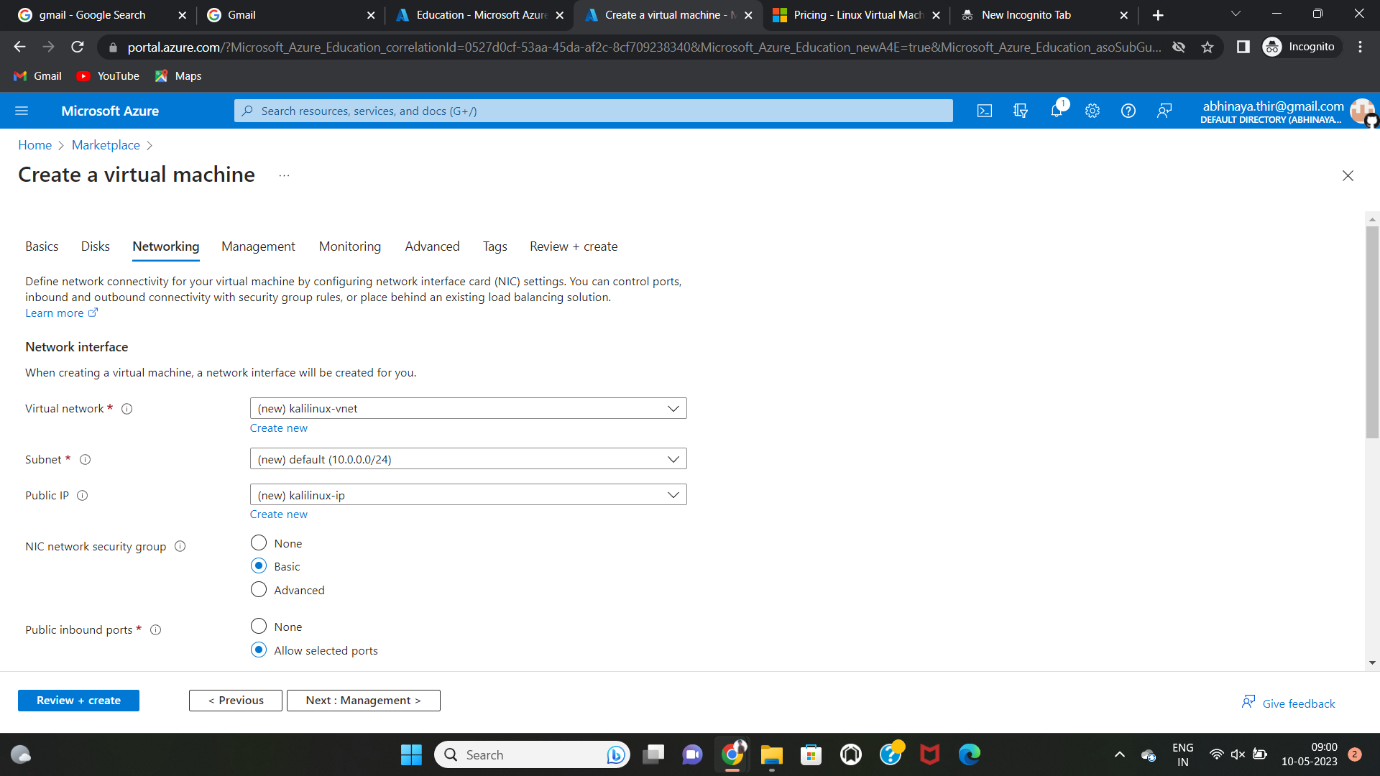 gmail - Google Search
Gmail
Education - Microsoft Azure
Create a virtual machine - M
Pricing - Linux Virtual Mach
New Incognito Tab
portal.azure.com/?Microsoft_Azure_Education_correlationId=0527d0cf-53aa-45da-af2c-8cf709238340&Microsoft_Azure_Education_newA4E=true&Microsoft_Azure_Education_asoSubGu...
Incognito
Gmail
YouTube
Maps
Microsoft Azure
Search resources, services, and docs (G+/)
1
abhinaya.thir@gmail.com
DEFAULT DIRECTORY (ABHINAYA...
Home > Marketplace >
Create a virtual machine ...
Basics Disks Networking Management Monitoring Advanced Tags Review + create
Define network connectivity for your virtual machine by configuring network interface card (NIC) settings. You can control ports,
inbound and outbound connectivity with security group rules, or place behind an existing load balancing solution.
Learn more
Network interface
When creating a virtual machine, a network interface will be created for you.
Virtual network *
(new) kalilinux-vnet
Create new
Subnet *
(new) default (10.0.0.0/24)
Public IP
(new) kalilinux-ip
Create new
NIC network security group
None
Basic
Advanced
Public inbound ports *
None
Allow selected ports
Review + create
< Previous
Next : Management >
Give feedback
Search
ENG
IN
09:00
10-05-2023
2